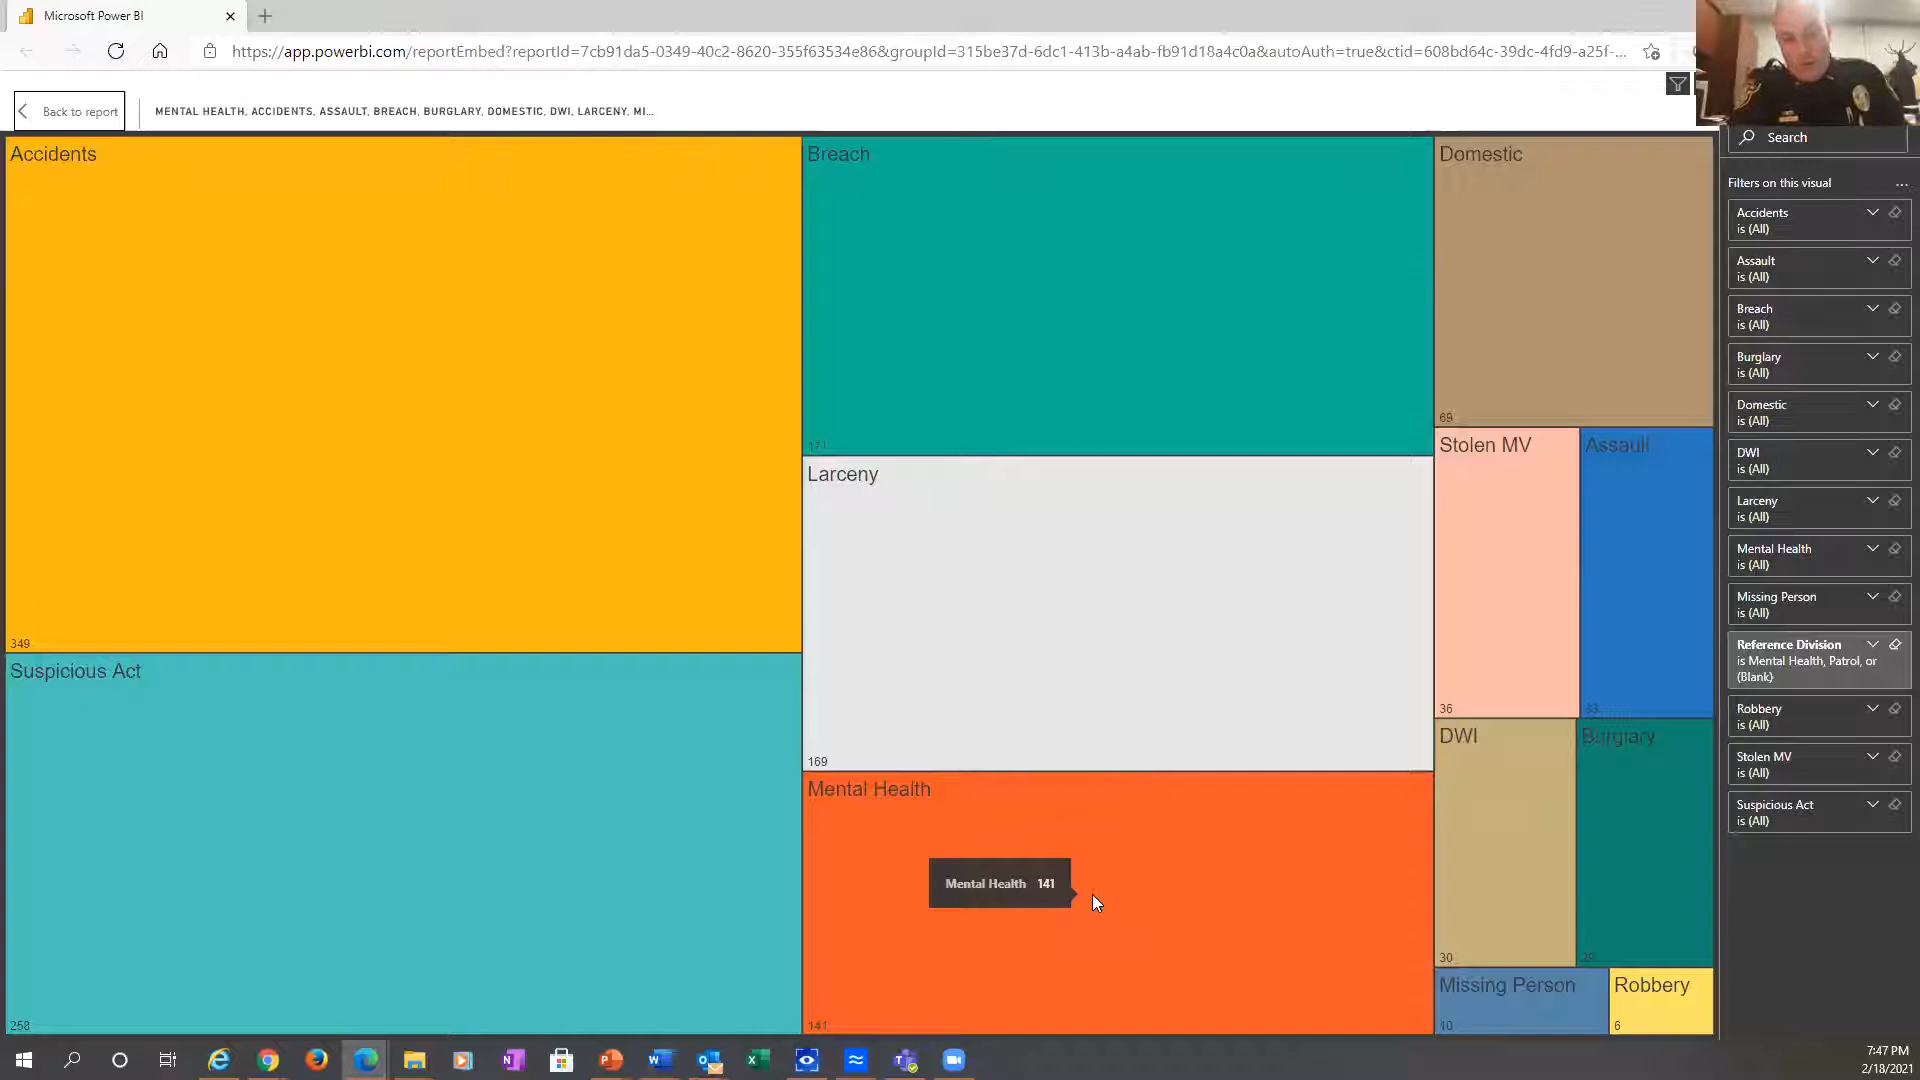 Microsoft Power BI
https://app.powerbi.com/reportEmbed?reportId=7cb91da5-0349-40c2-8620-355f63534e86&groupId=315be37d-6dc1-413b-a4ab-fb91d18a4c0a&autoAuth=true&ctid=608bd64c-39dc-4fd9-a25f-...
Back to report
MENTAL HEALTH, ACCIDENTS, ASSAULT, BREACH, BURGLARY, DOMESTIC, DWI, LARCENY, MI...
Accidents
349
Suspicious Act
258
Breach
171
Larceny
169
Mental Health
Mental Health 141
141
Domestic
69
Stolen MV
36
Assault
33
DWI
30
Burglary
Missing Person
10
Robbery
6
Search
Filters on this visual
...
Accidents
is (All)
Assault
is (All)
Breach
is (All)
Burglary
is (All)
Domestic
is (All)
DWI
is (All)
Larceny
is (All)
Mental Health
is (All)
Missing Person
is (All)
Reference Division
is Mental Health, Patrol, or
(Blank)
Robbery
is (All)
Stolen MV
is (All)
Suspicious Act
is (All)
7:47 PM
2/18/2021